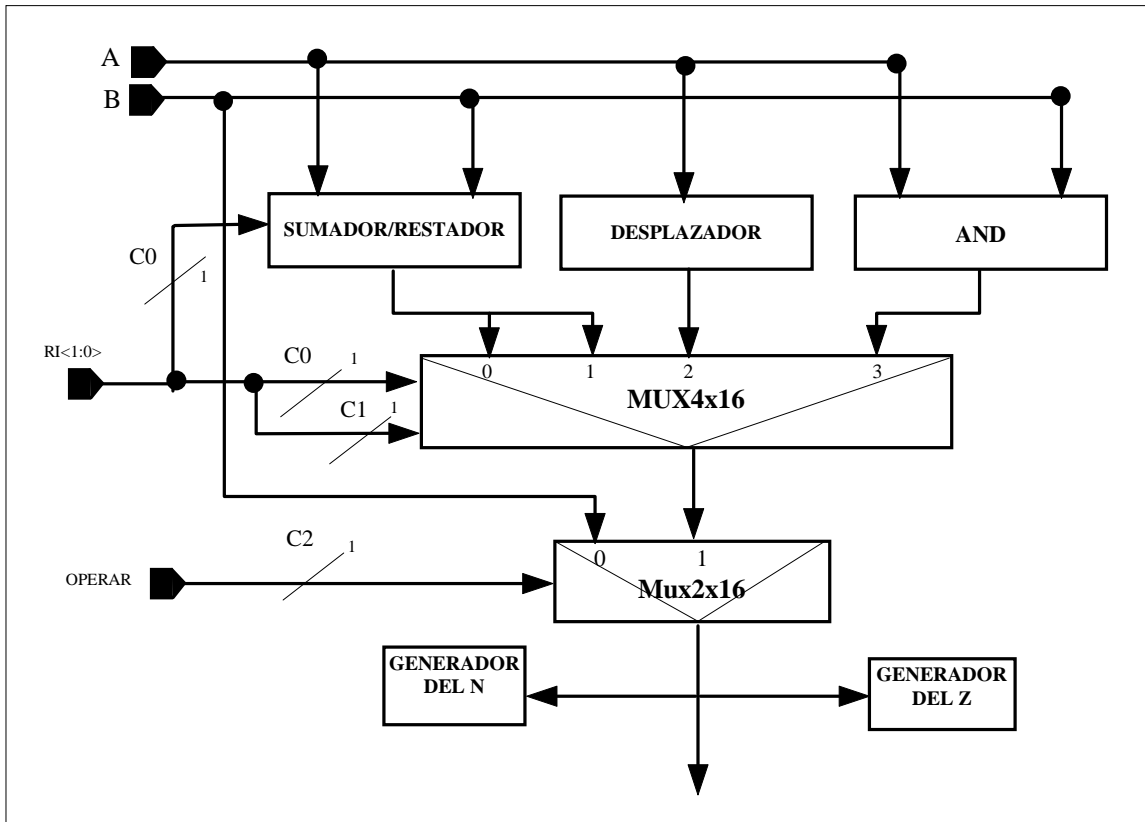 A
B
SUMADOR/RESTADOR
DESPLAZADOR
AND
C0
1
RI<1:0>
C0
1
C1
1
0
1
2
3
MUX4x16
C2
1
OPERAR
0
1
Mux2x16
GENERADOR
DEL N
GENERADOR
DEL Z